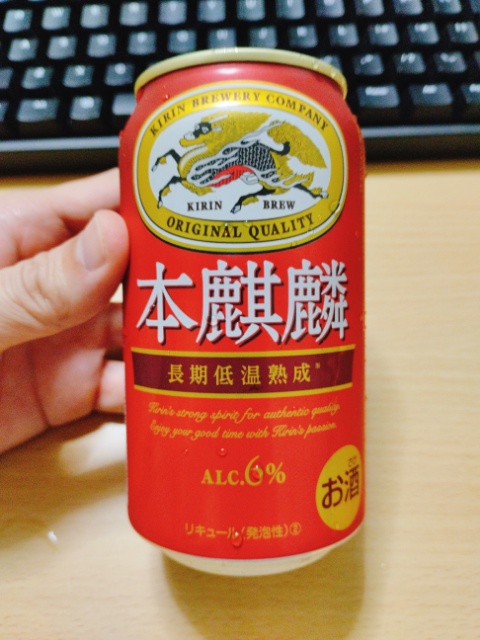 KIRIN BREWERY COMPANY
KIRIN BREW
ORIGINAL QUALITY
本麒麟
長期低温熟成※
Kirin's strong spirit for authentic quality.
Enjoy your good time with Kirin's passion.
ALC.6%
お酒
リキュール(発泡性)②